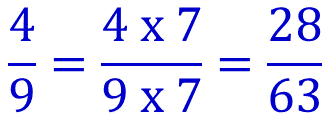 4/9 = (4 x 7)/(9 x 7) = 28/63